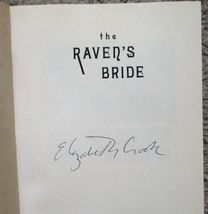 the
RAVEN'S
BRIDE
Elizabeth Crook